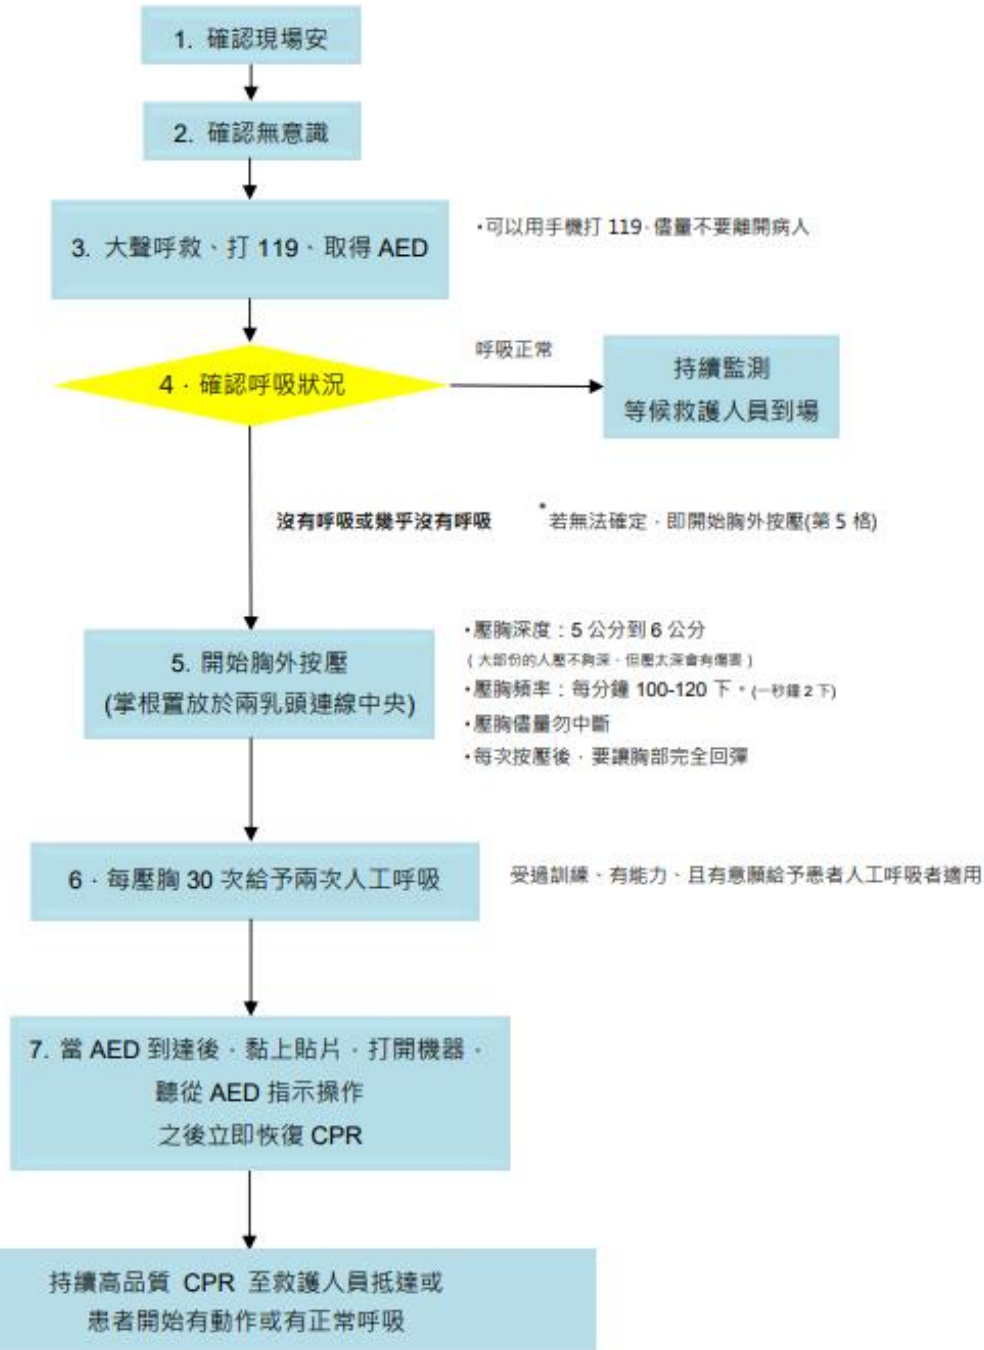 1. 確認現場安
2. 確認無意識
3. 大聲呼救、打 119、取得 AED
•可以用手機打 119,儘量不要離開病人
4．確認呼吸狀況
呼吸正常
持續監測
等候救護人員到場
沒有呼吸或幾乎沒有呼吸
•若無法確定，即開始胸外按壓(第 5 格)
5. 開始胸外按壓
(掌根置放於兩乳頭連線中央)
•壓胸深度：5 公分到 6 公分
(大部份的人壓不夠深、但壓太深會有傷害)
•壓胸頻率：每分鐘 100-120 下。(一秒鐘 2 下)
•壓胸儘量勿中斷
•每次按壓後，要讓胸部完全回彈
6．每壓胸 30 次給予兩次人工呼吸
受過訓練、有能力、且有意願給予患者人工呼吸者適用
7. 當 AED 到達後，黏上貼片，打開機器，
聽從 AED 指示操作
之後立即恢復 CPR
持續高品質 CPR 至救護人員抵達或
患者開始有動作或有正常呼吸